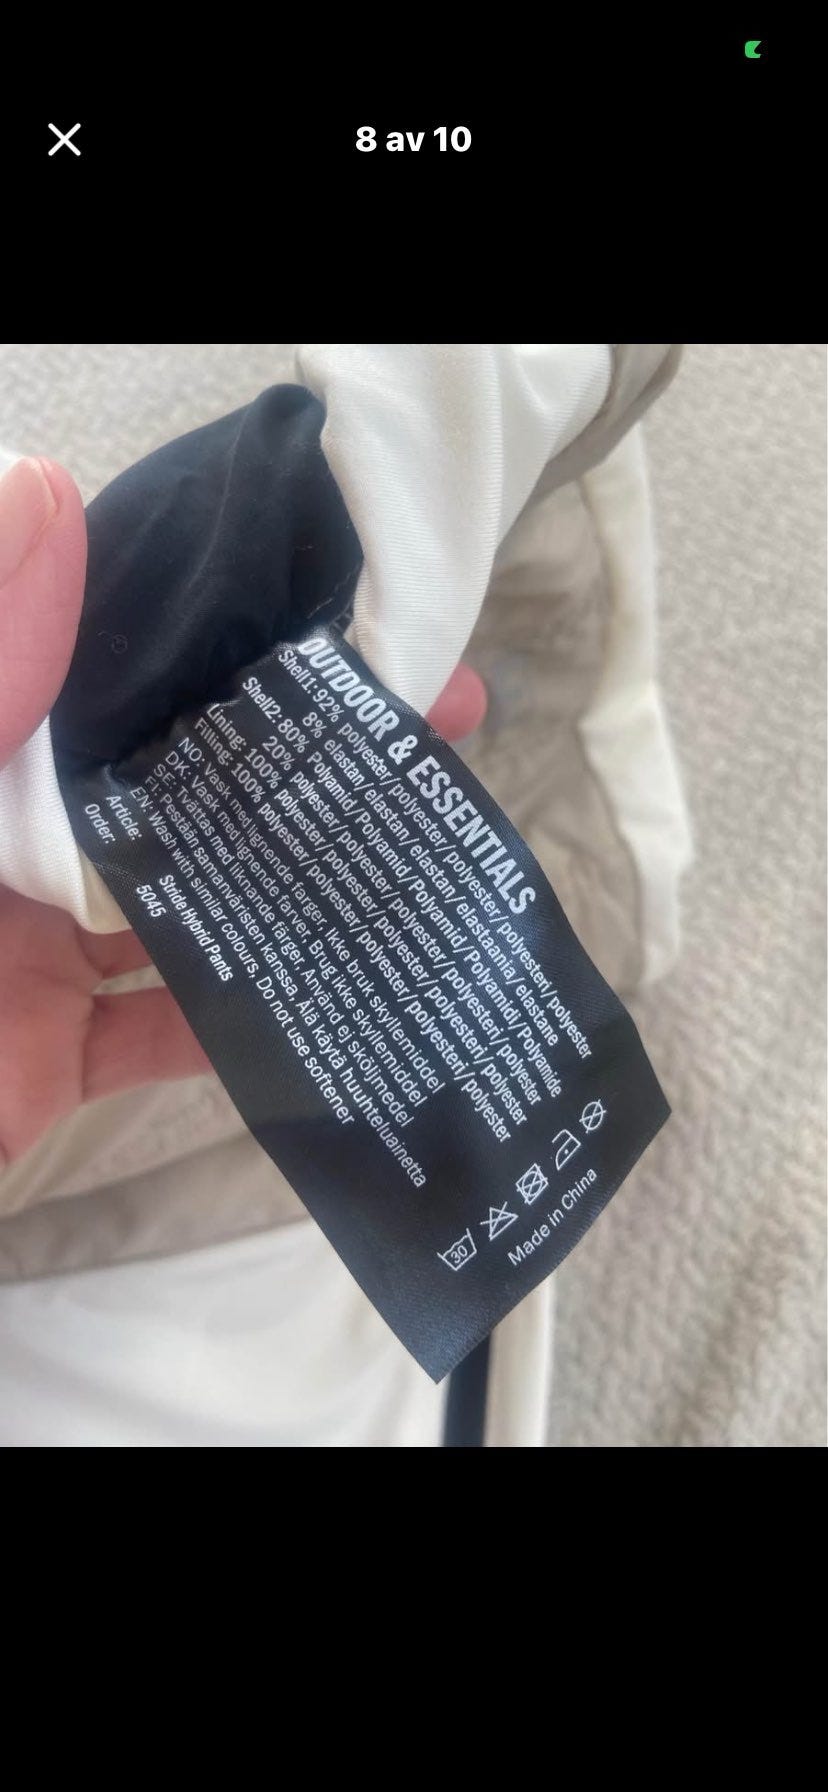 8 av 10
OUTDOOR & ESSENTIALS
Shell1: 92% polyester/polyester/polyester/polyesteri/polyester
8% elastan/elastan/elastan/elastaania/elastane
Shell2: 80% Polyamid/Polyamid/Polyamid/Polyamidi/Polyamide
20% polyester/polyester/polyester/polyesteri/polyester
Lining: 100% polyester/polyester/polyester/polyesteri/polyester
Filling: 100% polyester/polyester/polyester/polyesteri/polyester
NO: Vask med lignende farger, Ikke bruk skyllemiddel
DK: Vask med lignende farver, Brug ikke skyllemiddel
SE: Tvättas med liknande färger, Använd ej sköljmedel
FI: Pestään samanväristen kanssa, Älä käytä huuhteluainetta
EN: Wash with similar colours, Do not use softener
Article: Stride Hybrid Pants
Order: 5045
30
Made in China